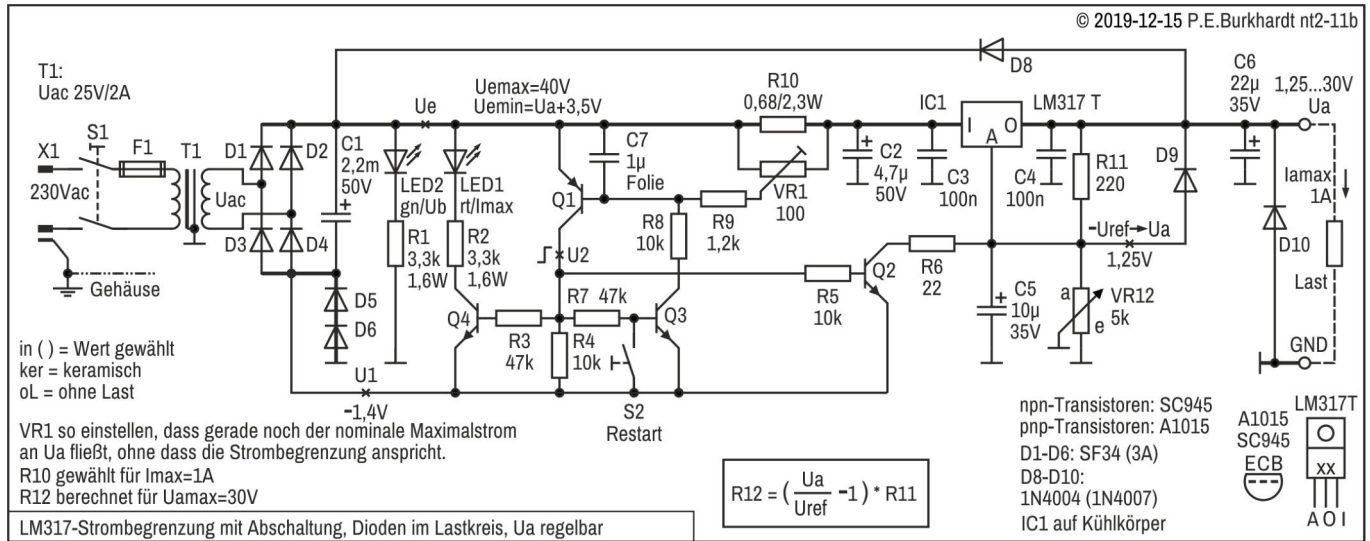 © 2019-12-15 P.E.Burkhardt nt2-11b
T1:
Uac 25V/2A
X1
S1
F1
T1
230Vac
Uac
Gehäuse
D1
D2
D3
D4
C1
2,2m
50V
D5
D6
Ue
Uemax=40V
Uemin=Ua+3,5V
LED2
gn/Ub
LED1
rt/Imax
R1
3,3k
1,6W
R2
3,3k
1,6W
Q4
R3
47k
Q1
U2
C7
1µ
Folie
R8
10k
R9
1,2k
R7 47k
R4
10k
Q3
S2
Restart
U1
-1,4V
R10
0,68/2,3W
VR1
100
C2
4,7µ
50V
C3
100n
IC1
LM317 T
I
O
A
C4
100n
R11
220
D8
D9
R5
10k
Q2
R6
22
C5
10µ
35V
-Uref→Ua
1,25V
a
e
VR12
5k
C6
22µ
35V
1,25...30V
Ua
Iamax
1A
D10
Last
GND
in ( ) = Wert gewählt
ker = keramisch
oL = ohne Last
VR1 so einstellen, dass gerade noch der nominale Maximalstrom
an Ua fließt, ohne dass die Strombegrenzung anspricht.
R10 gewählt für Imax=1A
R12 berechnet für Uamax=30V
LM317-Strombegrenzung mit Abschaltung, Dioden im Lastkreis, Ua regelbar
R12 = ( Ua / Uref -1 ) * R11
npn-Transistoren: SC945
pnp-Transistoren: A1015
D1-D6: SF34 (3A)
D8-D10:
1N4004 (1N4007)
IC1 auf Kühlkörper
A1015
SC945
ECB
LM317T
xx
A O I